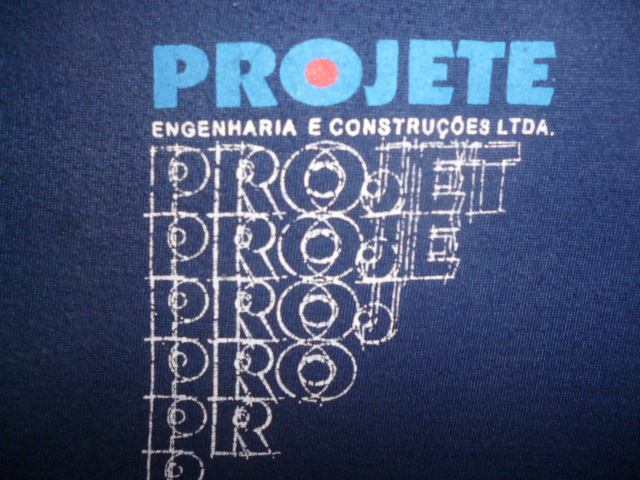 PROJETE
ENGENHARIA E CONSTRUÇÕES LTDA.
PROJET
PROJE
PROJ
PRO
PR
P